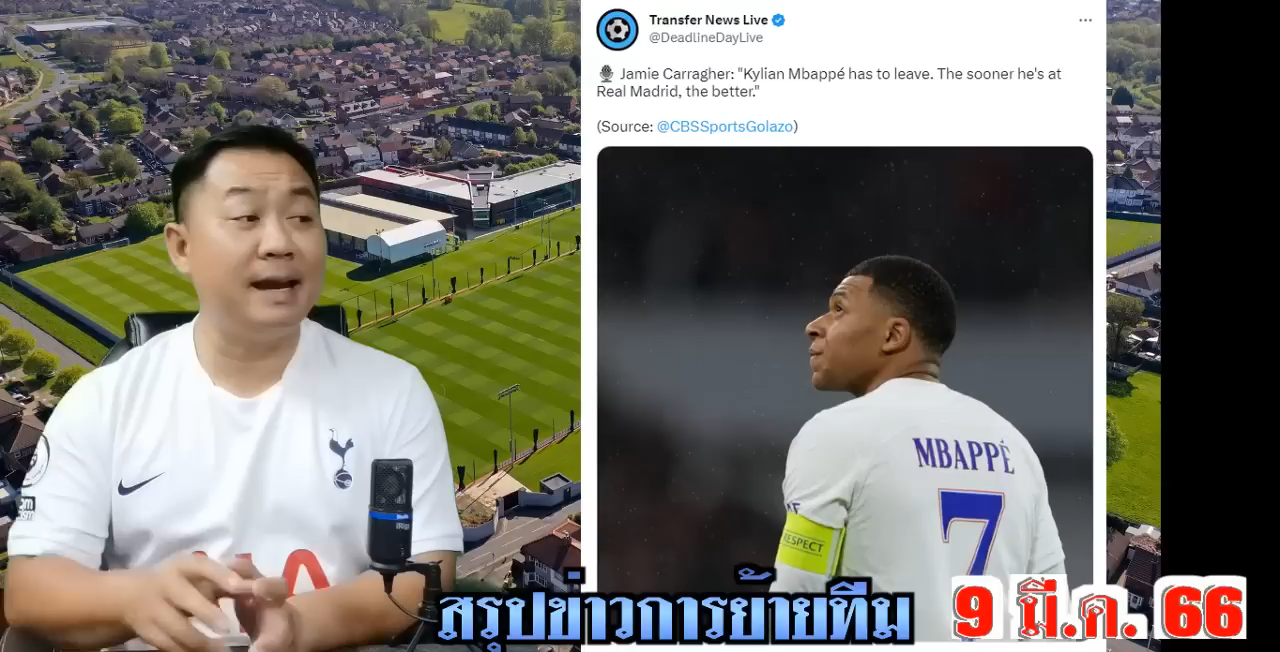 Transfer News Live
@DeadlineDayLive
Jamie Carragher: "Kylian Mbappé has to leave. The sooner he's at
Real Madrid, the better."
(Source: @CBSSportsGolazo)
MBAPPÉ
7
RESPECT
สรุปข่าวการย้ายทีม 9 มี.ค. 66